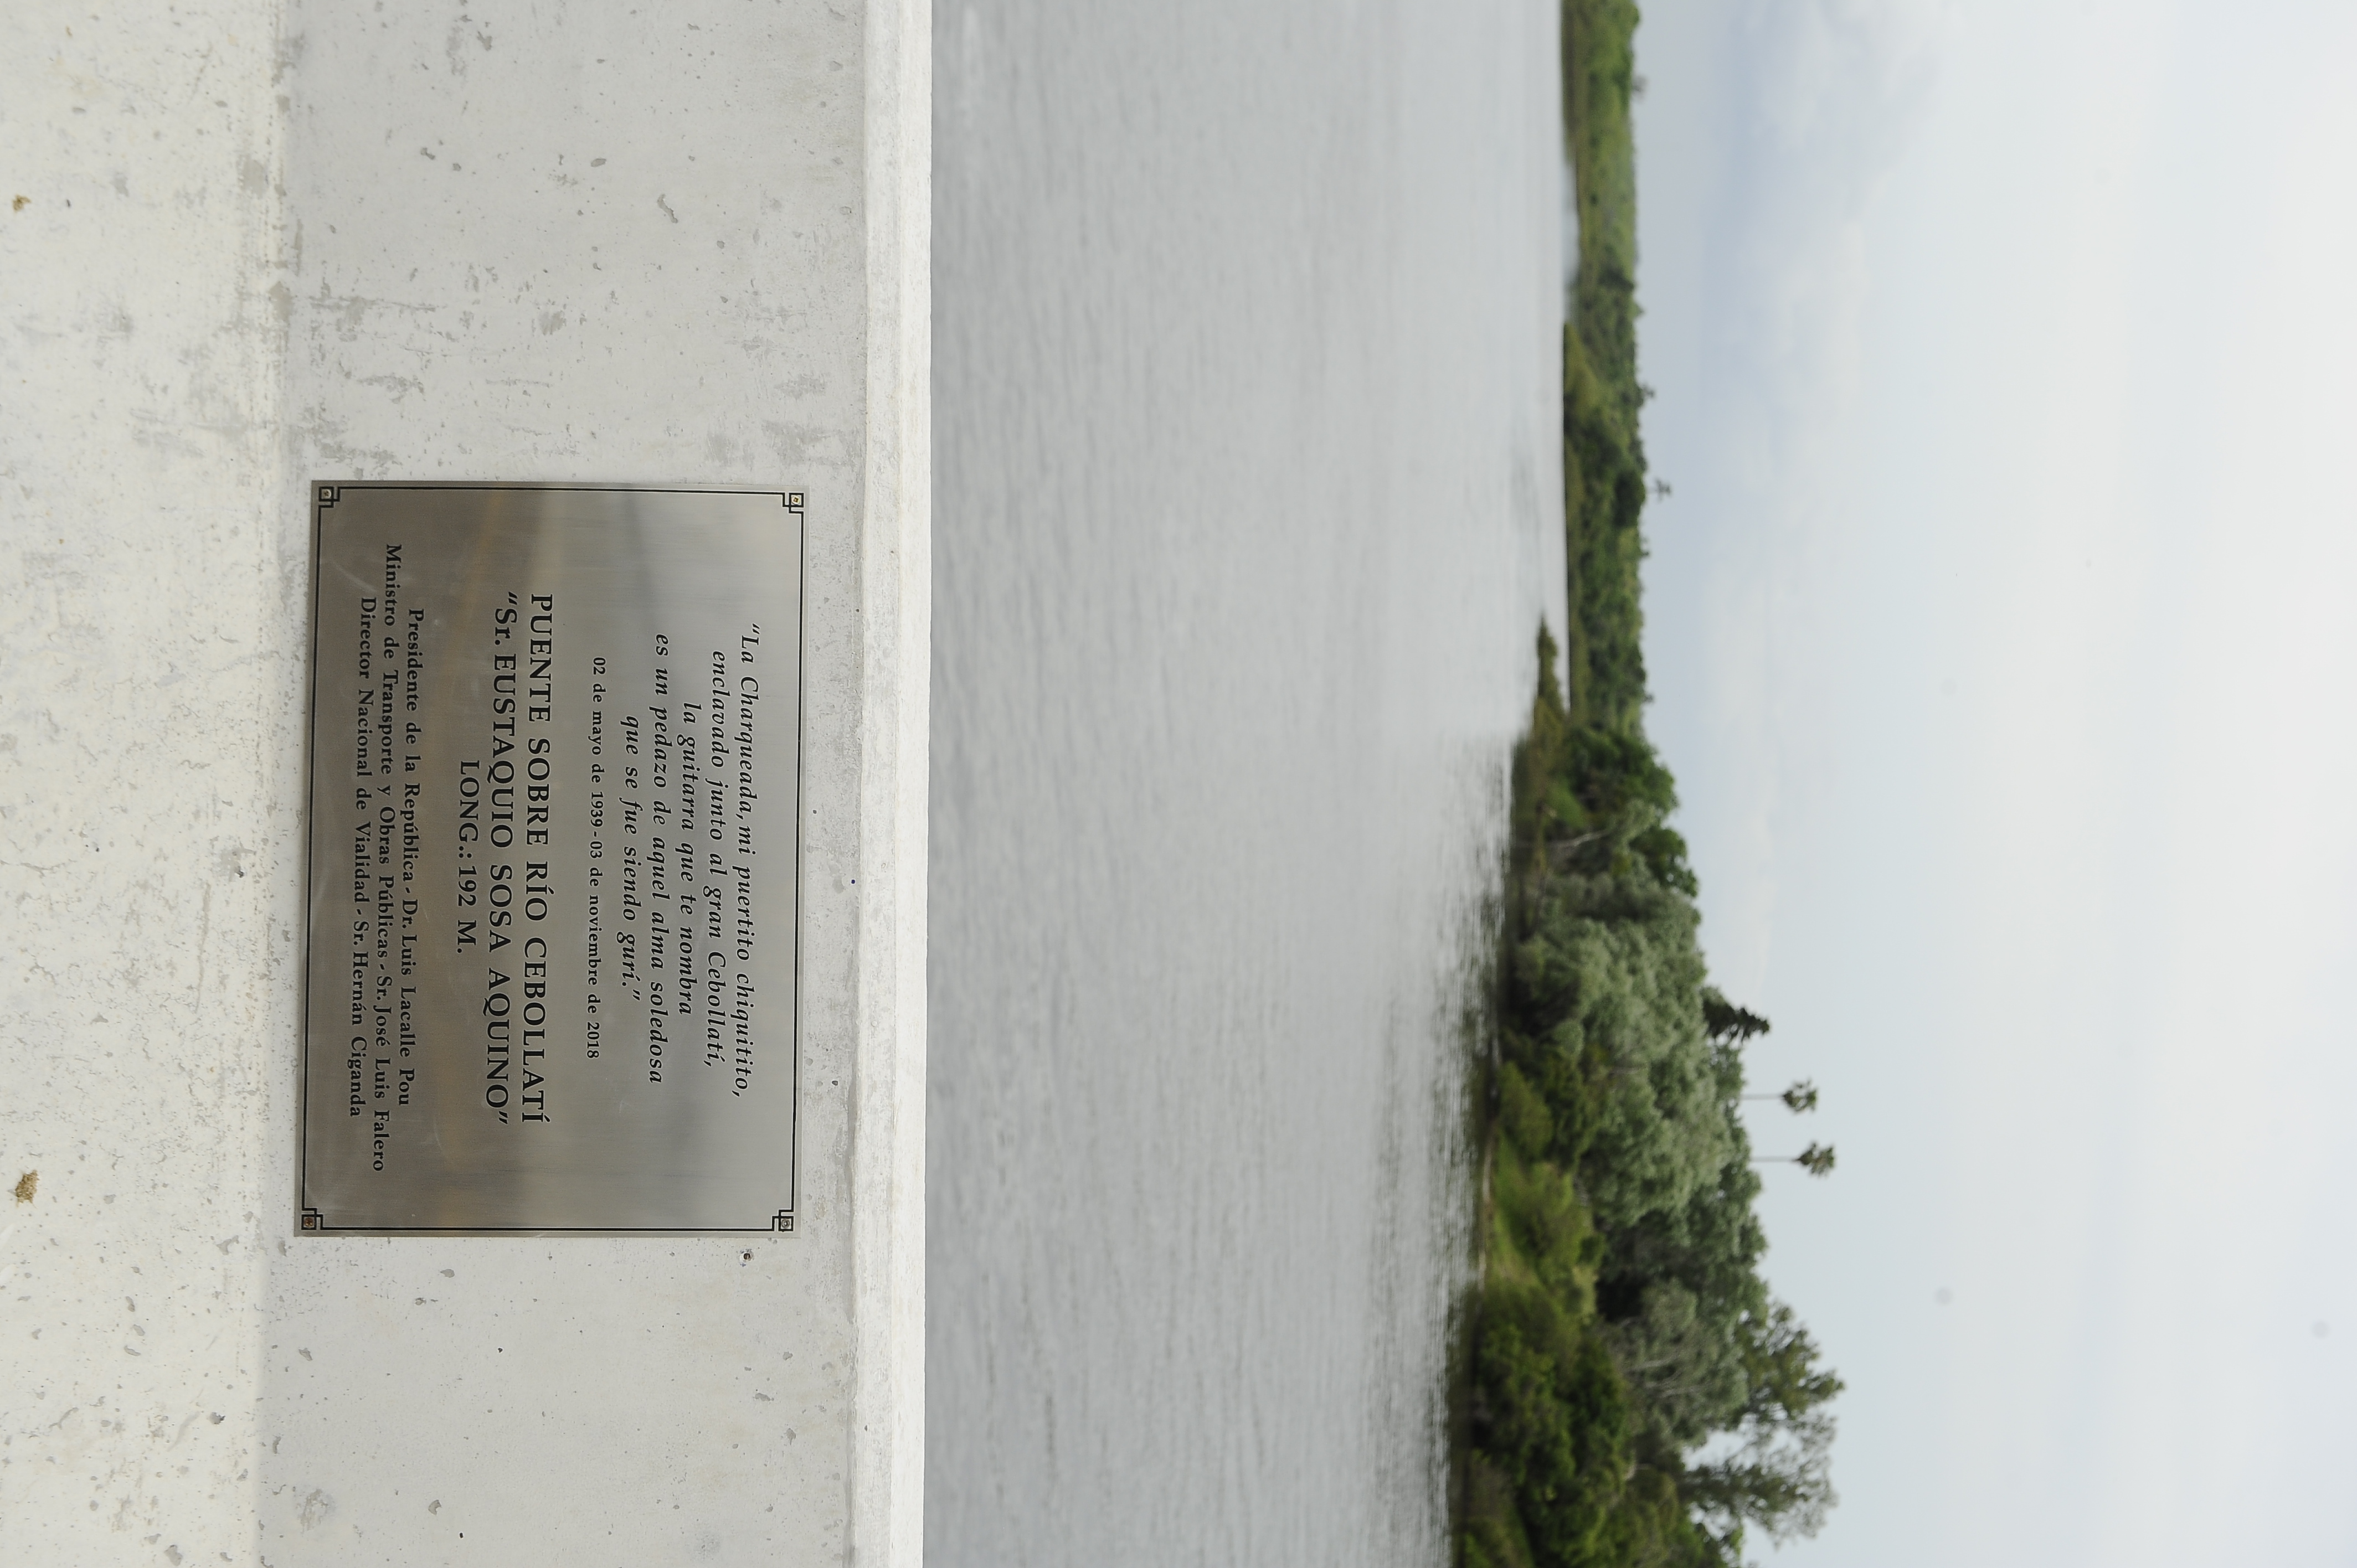 "La Charqueada, mi puertito chiquitito,
enclavado junto al gran Cebollatí,
la guitarra que te nombra
es un pedazo de aquel alma soledosa
que se fue siendo gurí."
02 de mayo de 1939 - 03 de noviembre de 2018
PUENTE SOBRE RÍO CEBOLLATÍ
"Sr. EUSTAQUIO SOSA AQUINO"
LONG.: 192 M.
Presidente de la República - Dr. Luis Lacalle Pou
Ministro de Transporte y Obras Públicas - Sr. José Luis Falero
Director Nacional de Vialidad - Sr. Hernán Ciganda